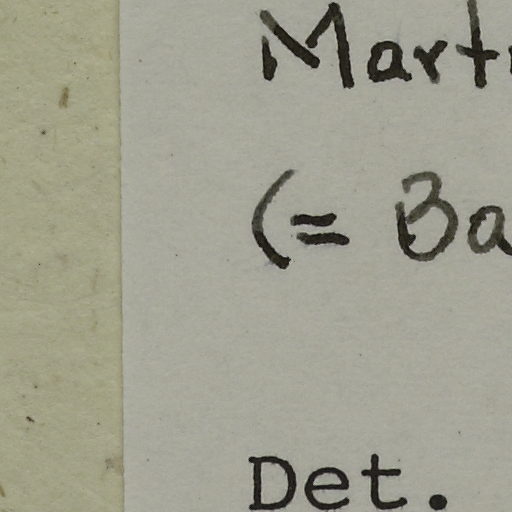 Mart
(= Ba
Det.